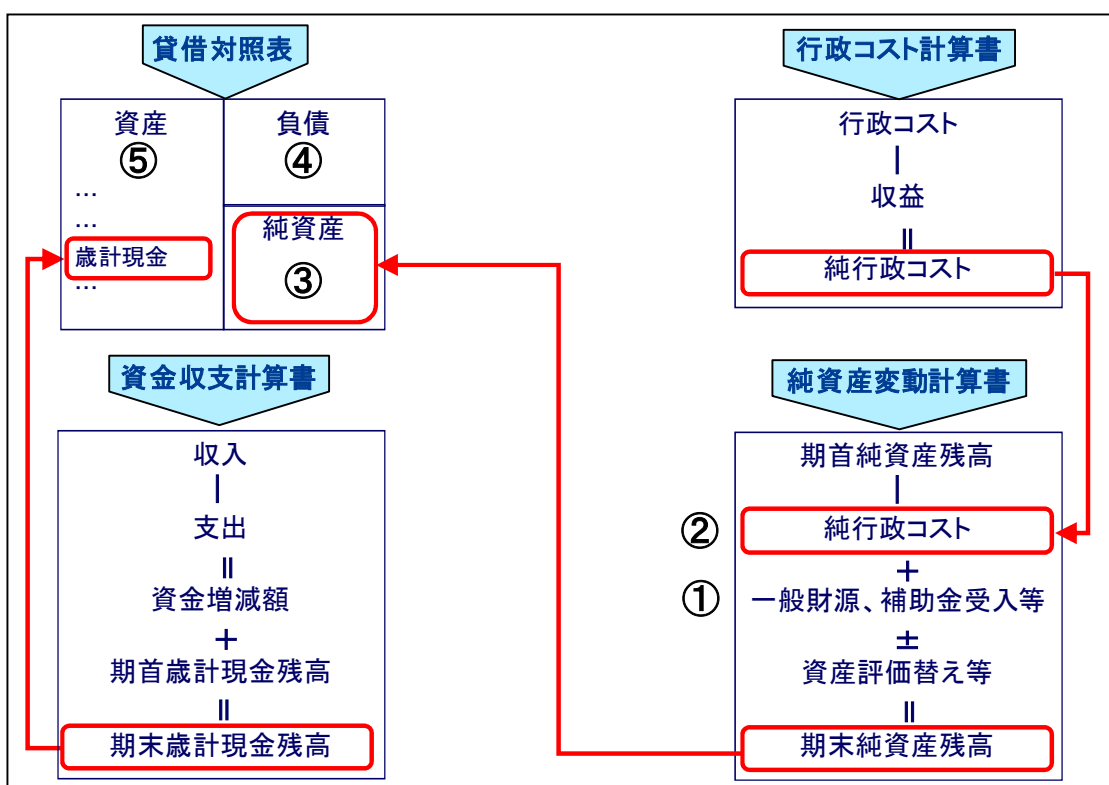 貸借対照表
資産
⑤
…
…
歳計現金
…
負債
④
純資産
③
行政コスト計算書
行政コスト
|
収益
||
純行政コスト
資金収支計算書
収入
|
支出
||
資金増減額
+
期首歳計現金残高
||
期末歳計現金残高
純資産変動計算書
期首純資産残高
|
② 純行政コスト
+
① 一般財源、補助金受入等
±
資産評価替え等
||
期末純資産残高